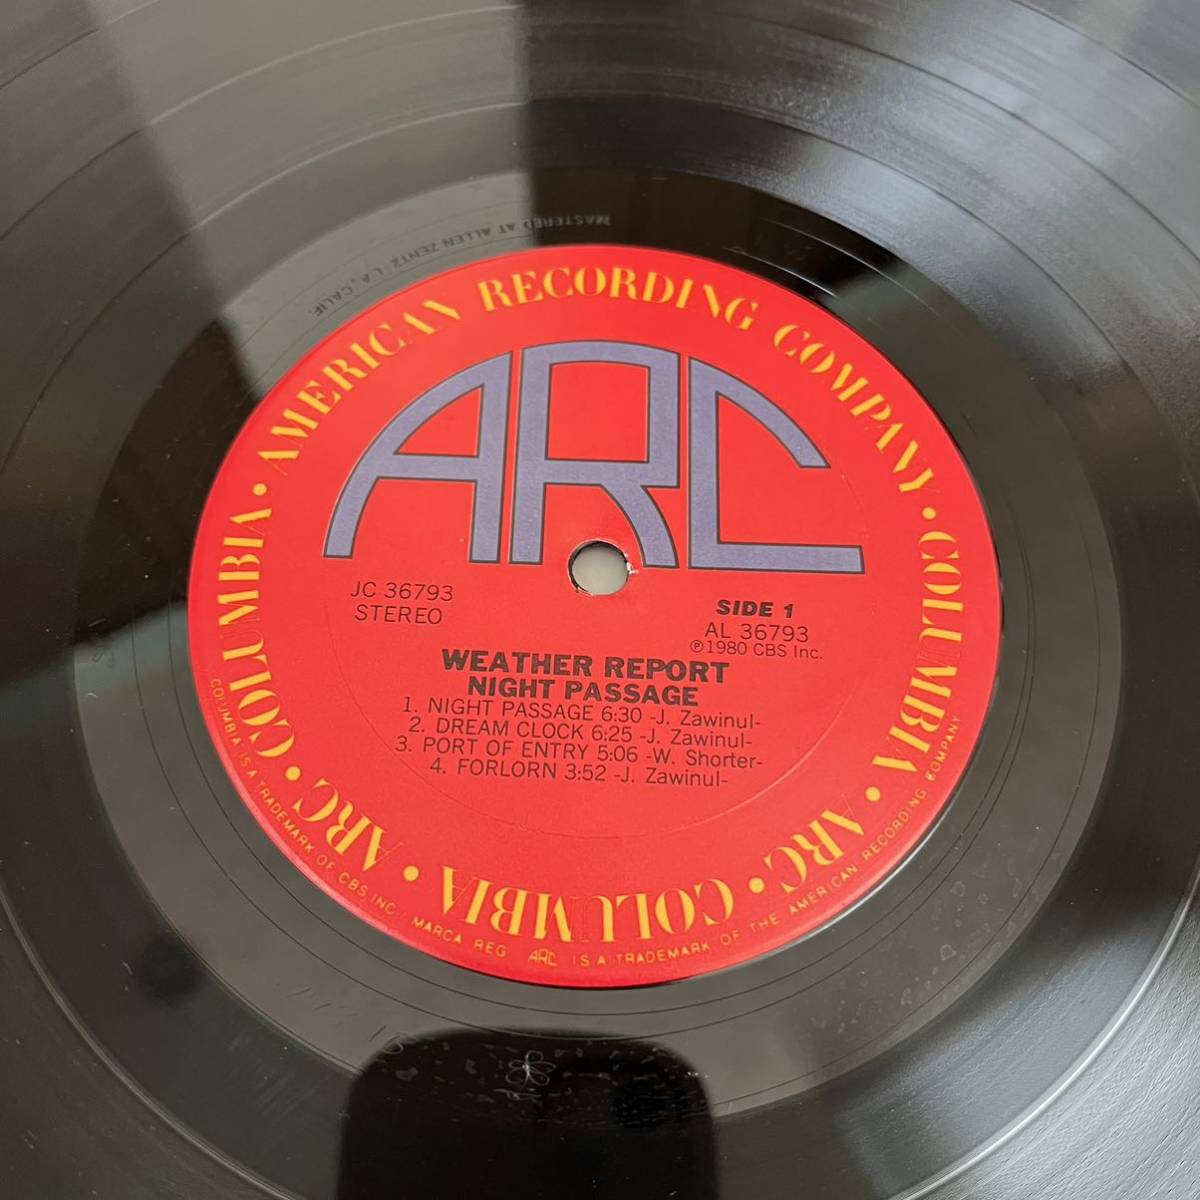 MASTERED AT ALLEN ZENTZ L.A., CALIF.
AMERICAN RECORDING COMPANY • COLUMBIA • ARC • COLUMBIA • ARC • COLUMBIA •
ARC
JC 36793
STEREO
SIDE 1
AL 36793
℗1980 CBS Inc.
WEATHER REPORT
NIGHT PASSAGE
1. NIGHT PASSAGE 6:30 -J. Zawinul-
2. DREAM CLOCK 6:25 -J. Zawinul-
3. PORT OF ENTRY 5:06 -W. Shorter-
4. FORLORN 3:52 -J. Zawinul-
COLUMBIA IS A TRADEMARK OF CBS INC. MARCA REG ARC IS A TRADEMARK OF THE AMERICAN RECORDING COMPANY